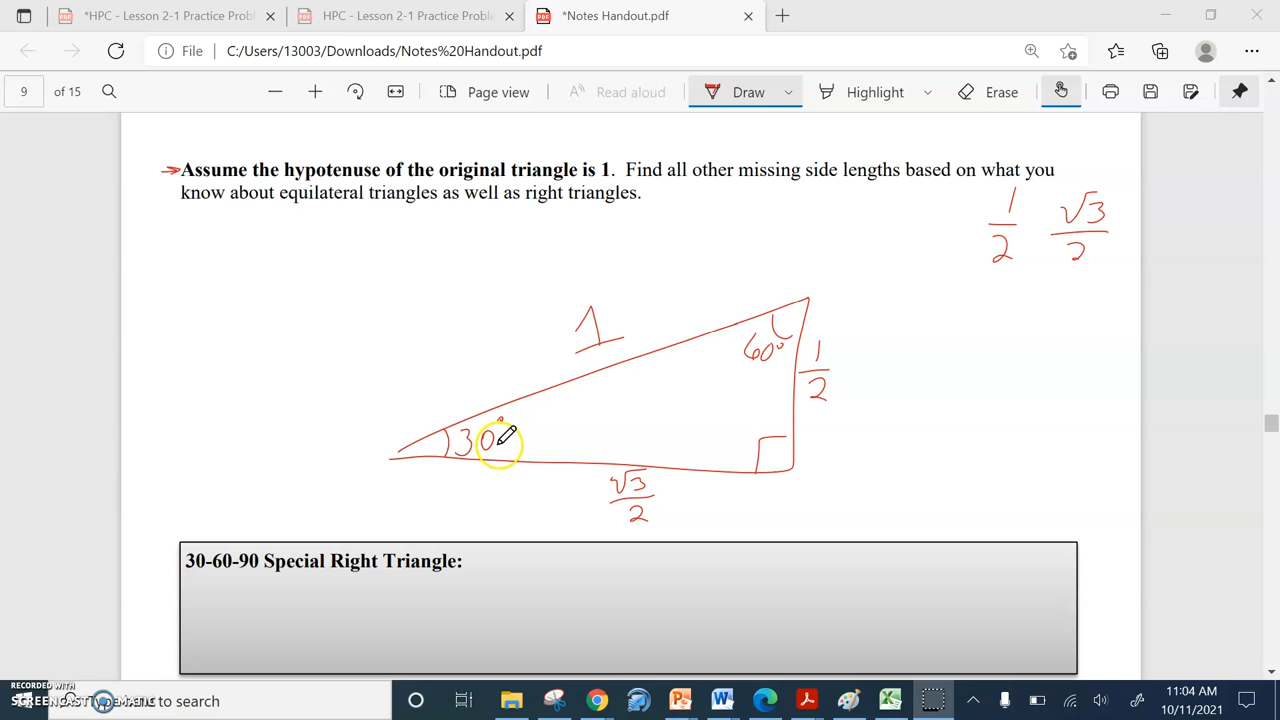 *HPC - Lesson 2-1 Practice Probl
HPC - Lesson 2-1 Practice Proble
*Notes Handout.pdf
File
C:/Users/13003/Downloads/Notes%20Handout.pdf
9 of 15
Page view
Read aloud
Draw
Highlight
Erase
Assume the hypotenuse of the original triangle is 1. Find all other missing side lengths based on what you
know about equilateral triangles as well as right triangles.
1/2 √3/2
1
60°
1/2
30°
√3/2
30-60-90 Special Right Triangle:
RECORDED WITH
SCREENCAST-O-MATIC
to search
11:04 AM
10/11/2021